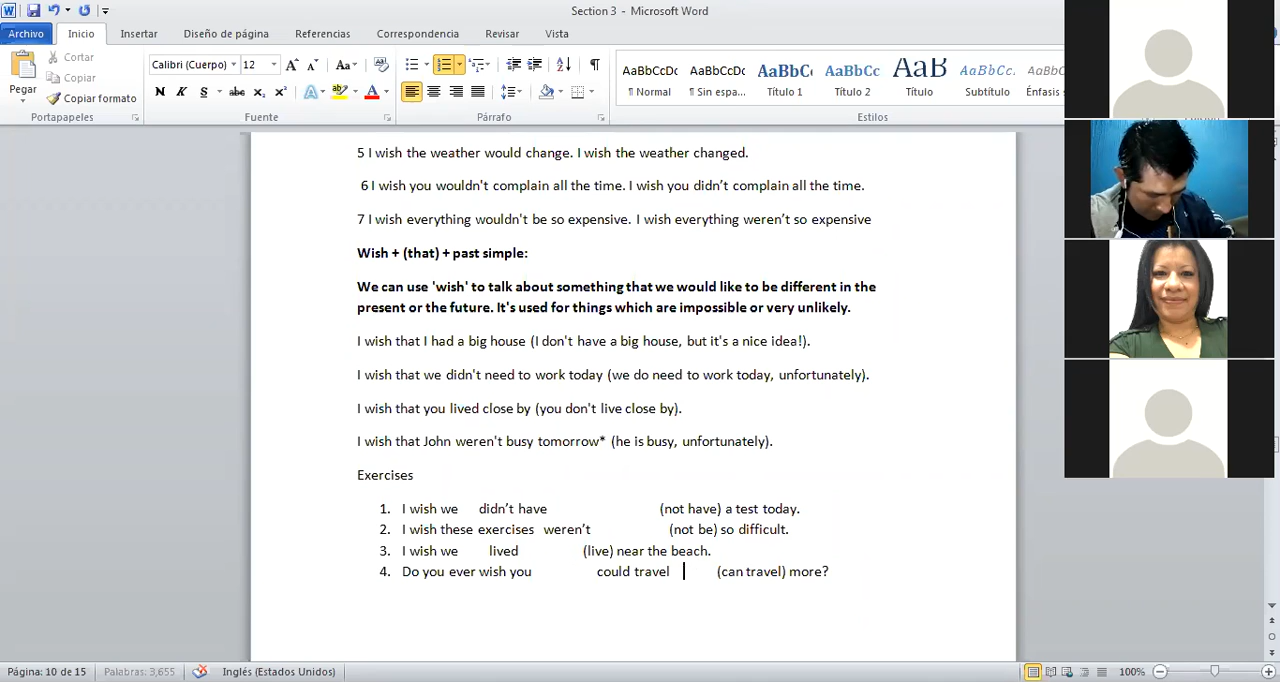 Section 3 - Microsoft Word
Archivo Inicio Insertar Diseño de página Referencias Correspondencia Revisar Vista
Pegar
Cortar
Copiar
Copiar formato
Portapapeles
Calibri (Cuerpo) 12
N K S abc x₂ x²
Fuente
Párrafo
AaBbCcDc AaBbCcDc AaBbC AaBbCc AaB AaBbCc AaBbCc
¶ Normal ¶ Sin espa... Título 1 Título 2 Título Subtítulo Énfasis
Estilos
5 I wish the weather would change. I wish the weather changed.
6 I wish you wouldn't complain all the time. I wish you didn’t complain all the time.
7 I wish everything wouldn't be so expensive. I wish everything weren’t so expensive
Wish + (that) + past simple:
We can use 'wish' to talk about something that we would like to be different in the
present or the future. It's used for things which are impossible or very unlikely.
I wish that I had a big house (I don't have a big house, but it's a nice idea!).
I wish that we didn't need to work today (we do need to work today, unfortunately).
I wish that you lived close by (you don't live close by).
I wish that John weren't busy tomorrow* (he is busy, unfortunately).
Exercises
1. I wish we didn’t have (not have) a test today.
2. I wish these exercises weren’t (not be) so difficult.
3. I wish we lived (live) near the beach.
4. Do you ever wish you could travel (can travel) more?
Página: 10 de 15 Palabras: 3,655 Inglés (Estados Unidos) 100%